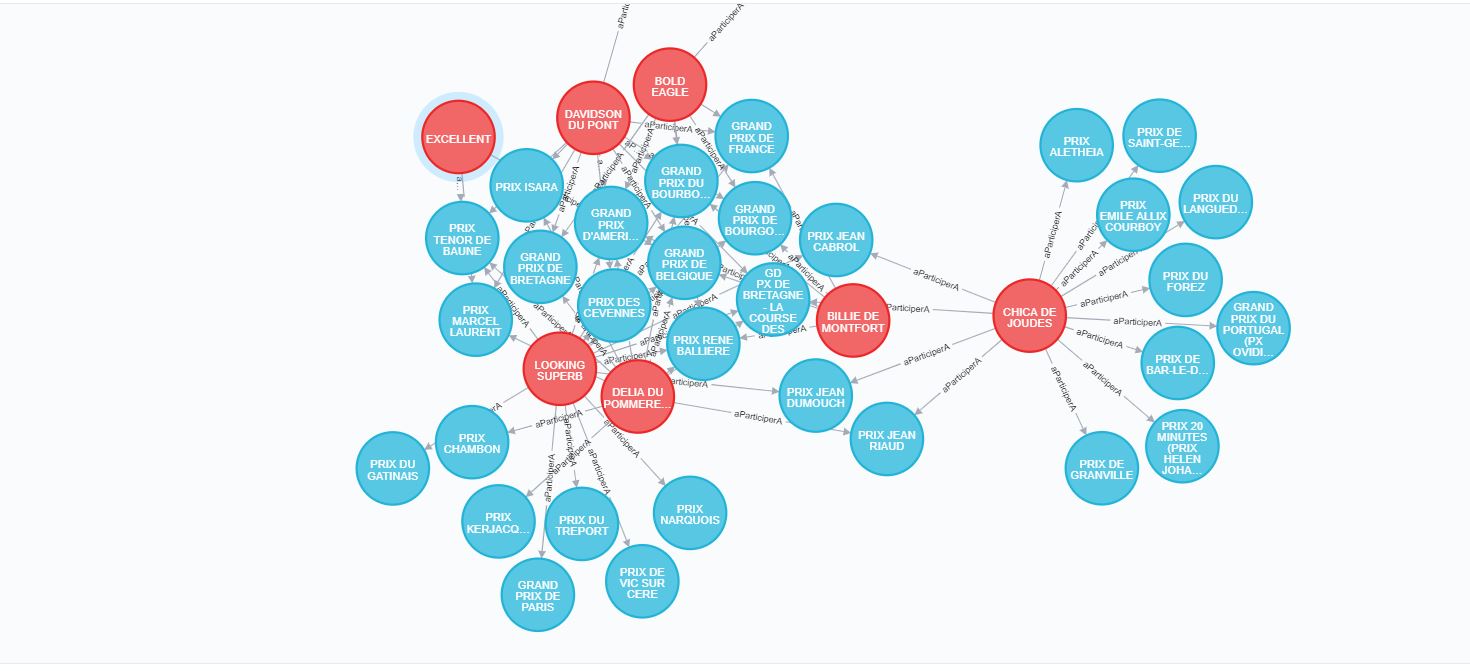 aParticiperA
aParticiperA
BOLD
EAGLE
DAVIDSON
DU PONT
EXCELLENT
aParticiperA
GRAND
PRIX DE
FRANCE
PRIX
ALETHEIA
PRIX DE
SAINT-GE...
PRIX ISARA
GRAND
PRIX DU
BOURBO...
PRIX
EMILE ALLIX
COURBOY
PRIX DU
LANGUED...
GRAND
PRIX
D'AMERI...
GRAND
PRIX DE
BOURGO...
PRIX JEAN
CABROL
PRIX
TENOR DE
BAUNE
GRAND
PRIX DE
BRETAGNE
GRAND
PRIX DE
BELGIQUE
aParticiperA
aParticiperA
aParticiperA
PRIX DU
FOREZ
GD
PX DE
BRETAGNE
- LA
COURSE
DES
PRIX DES
CEVENNES
PRIX
MARCEL
LAURENT
BILLIE DE
MONTFORT
CHICA DE
JOUDES
aParticiperA
aParticiperA
GRAND
PRIX DU
PORTUGAL
(PX
OVIDI...
PRIX RENE
BALLIERE
aParticiperA
aParticiperA
PRIX DE
BAR-LE-D...
LOOKING
SUPERB
DELIA DU
POMMERE...
aParticiperA
aParticiperA
aParticiperA
aParticiperA
PRIX JEAN
DUMOUCH
aParticiperA
aParticiperA
PRIX JEAN
RIAUD
PRIX
CHAMBON
PRIX DU
GATINAIS
aParticiperA
aParticiperA
aParticiperA
aParticiperA
aParticiperA
PRIX 20
MINUTES
(PRIX
HELEN
JOHA...
PRIX DE
GRANVILLE
PRIX
KERJACQ...
PRIX DU
TREPORT
PRIX
NARQUOIS
GRAND
PRIX DE
PARIS
PRIX DE
VIC SUR
CERE